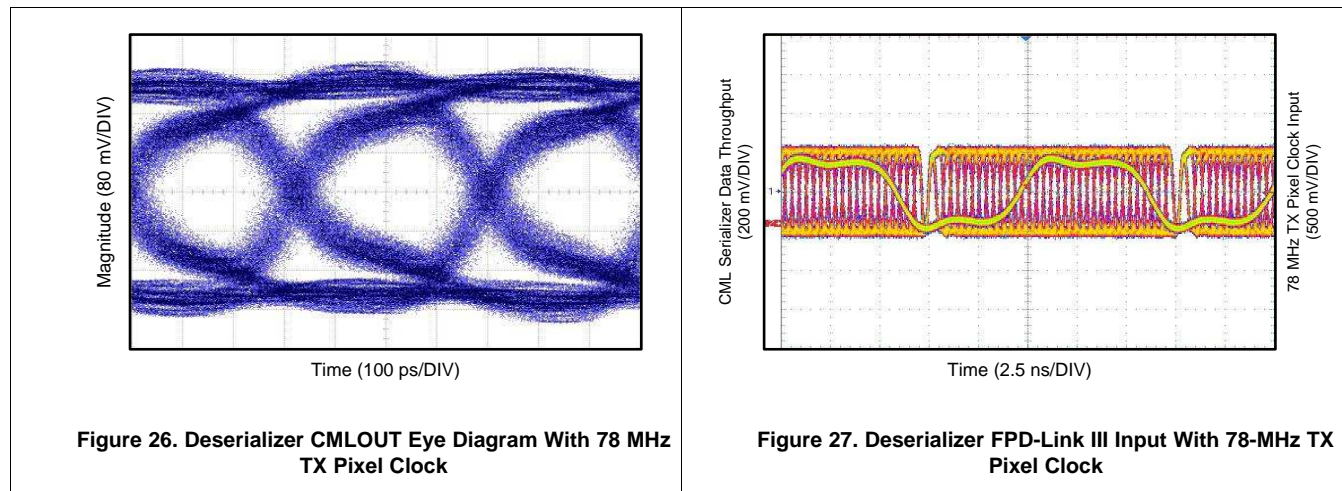 Magnitude (80 mV/DIV)
Time (100 ps/DIV)
Figure 26. Deserializer CMLOUT Eye Diagram With 78 MHz
TX Pixel Clock
CML Serializer Data Throughput
(200 mV/DIV)
1
78 MHz TX Pixel Clock Input
(500 mV/DIV)
Time (2.5 ns/DIV)
Figure 27. Deserializer FPD-Link III Input With 78-MHz TX
Pixel Clock